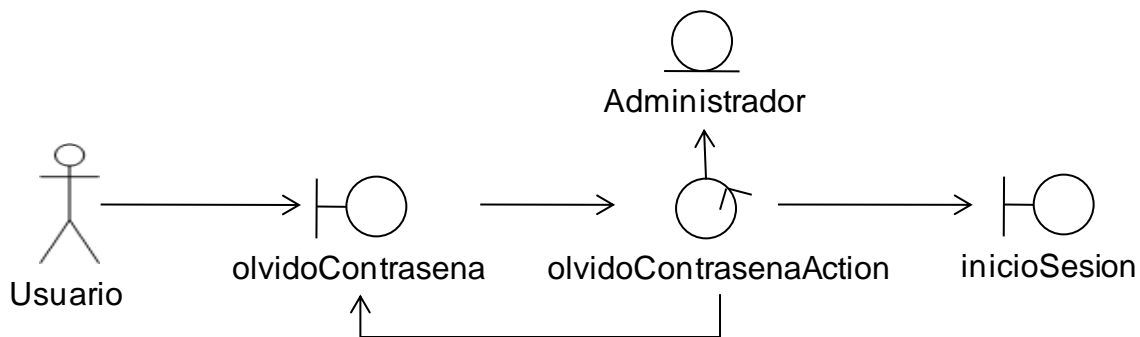 Administrador
olvidoContrasena
olvidoContrasenaAction
inicioSesion
Usuario